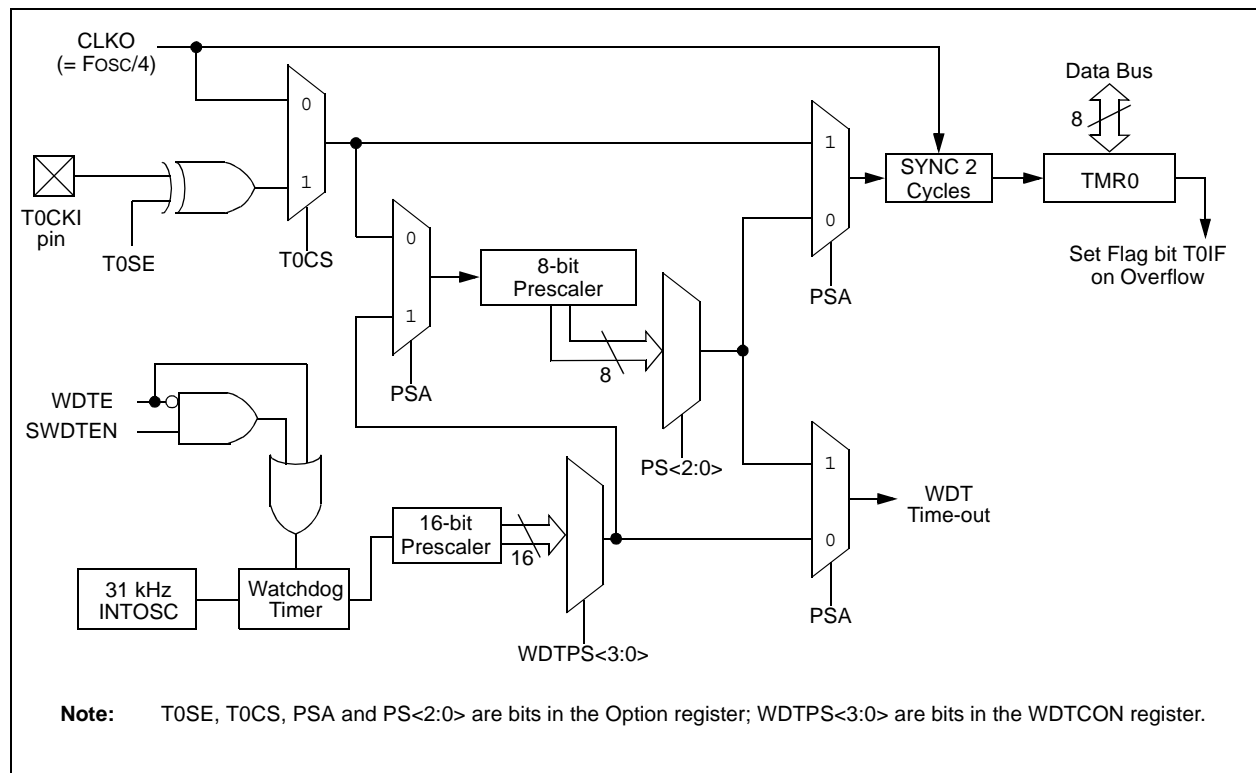 CLKO
(= FOSC/4)
Data Bus
8
0
1
1
0
SYNC 2
Cycles
TMR0
T0CKI
pin
T0SE
T0CS
0
1
8-bit
Prescaler
8
PSA
Set Flag bit T0IF
on Overflow
PSA
WDTE
SWDTEN
PS<2:0>
1
0
WDT
Time-out
16-bit
Prescaler
16
31 kHz
INTOSC
Watchdog
Timer
PSA
WDTPS<3:0>
Note: T0SE, T0CS, PSA and PS<2:0> are bits in the Option register; WDTPS<3:0> are bits in the WDTCON register.